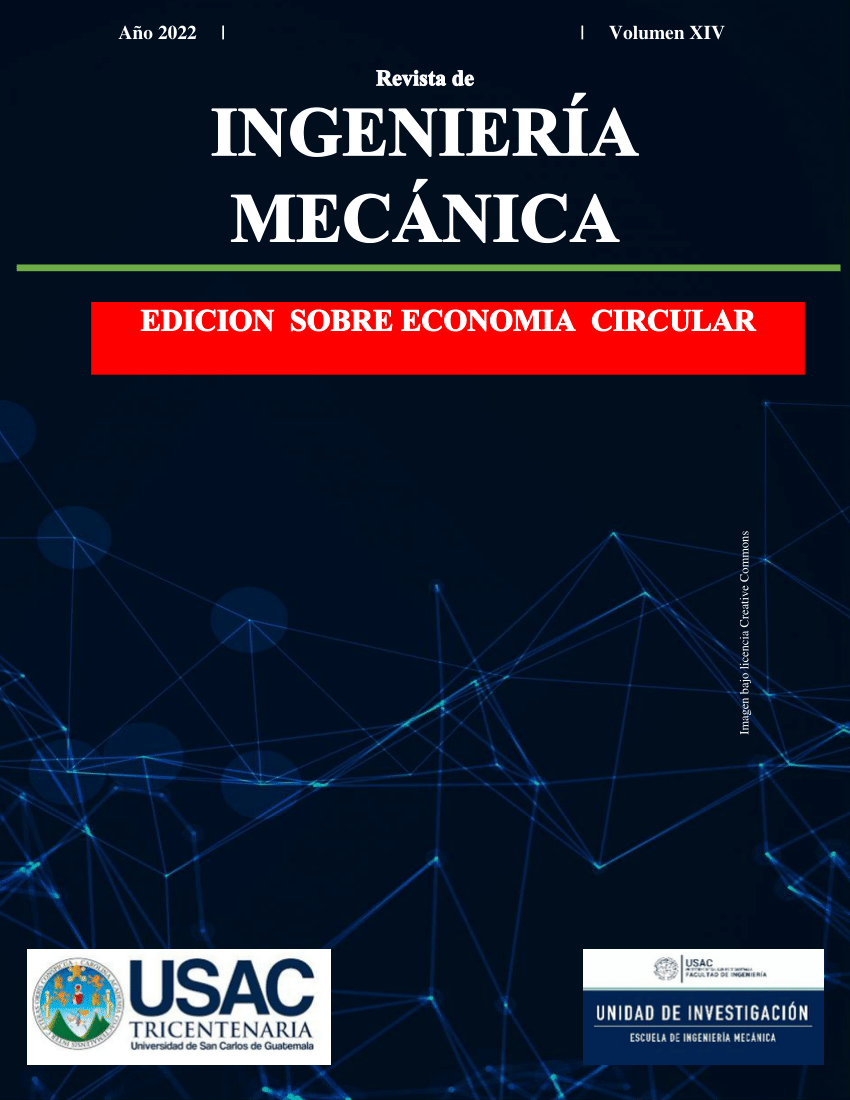 Año 2022 | | Volumen XIV
Revista de
INGENIERÍA
MECÁNICA
EDICION SOBRE ECONOMIA CIRCULAR
Imagen bajo licencia Creative Commons
USAC
TRICENTENARIA
Universidad de San Carlos de Guatemala
USAC
FACULTAD DE INGENIERÍA
UNIDAD DE INVESTIGACIÓN
ESCUELA DE INGENIERÍA MECÁNICA